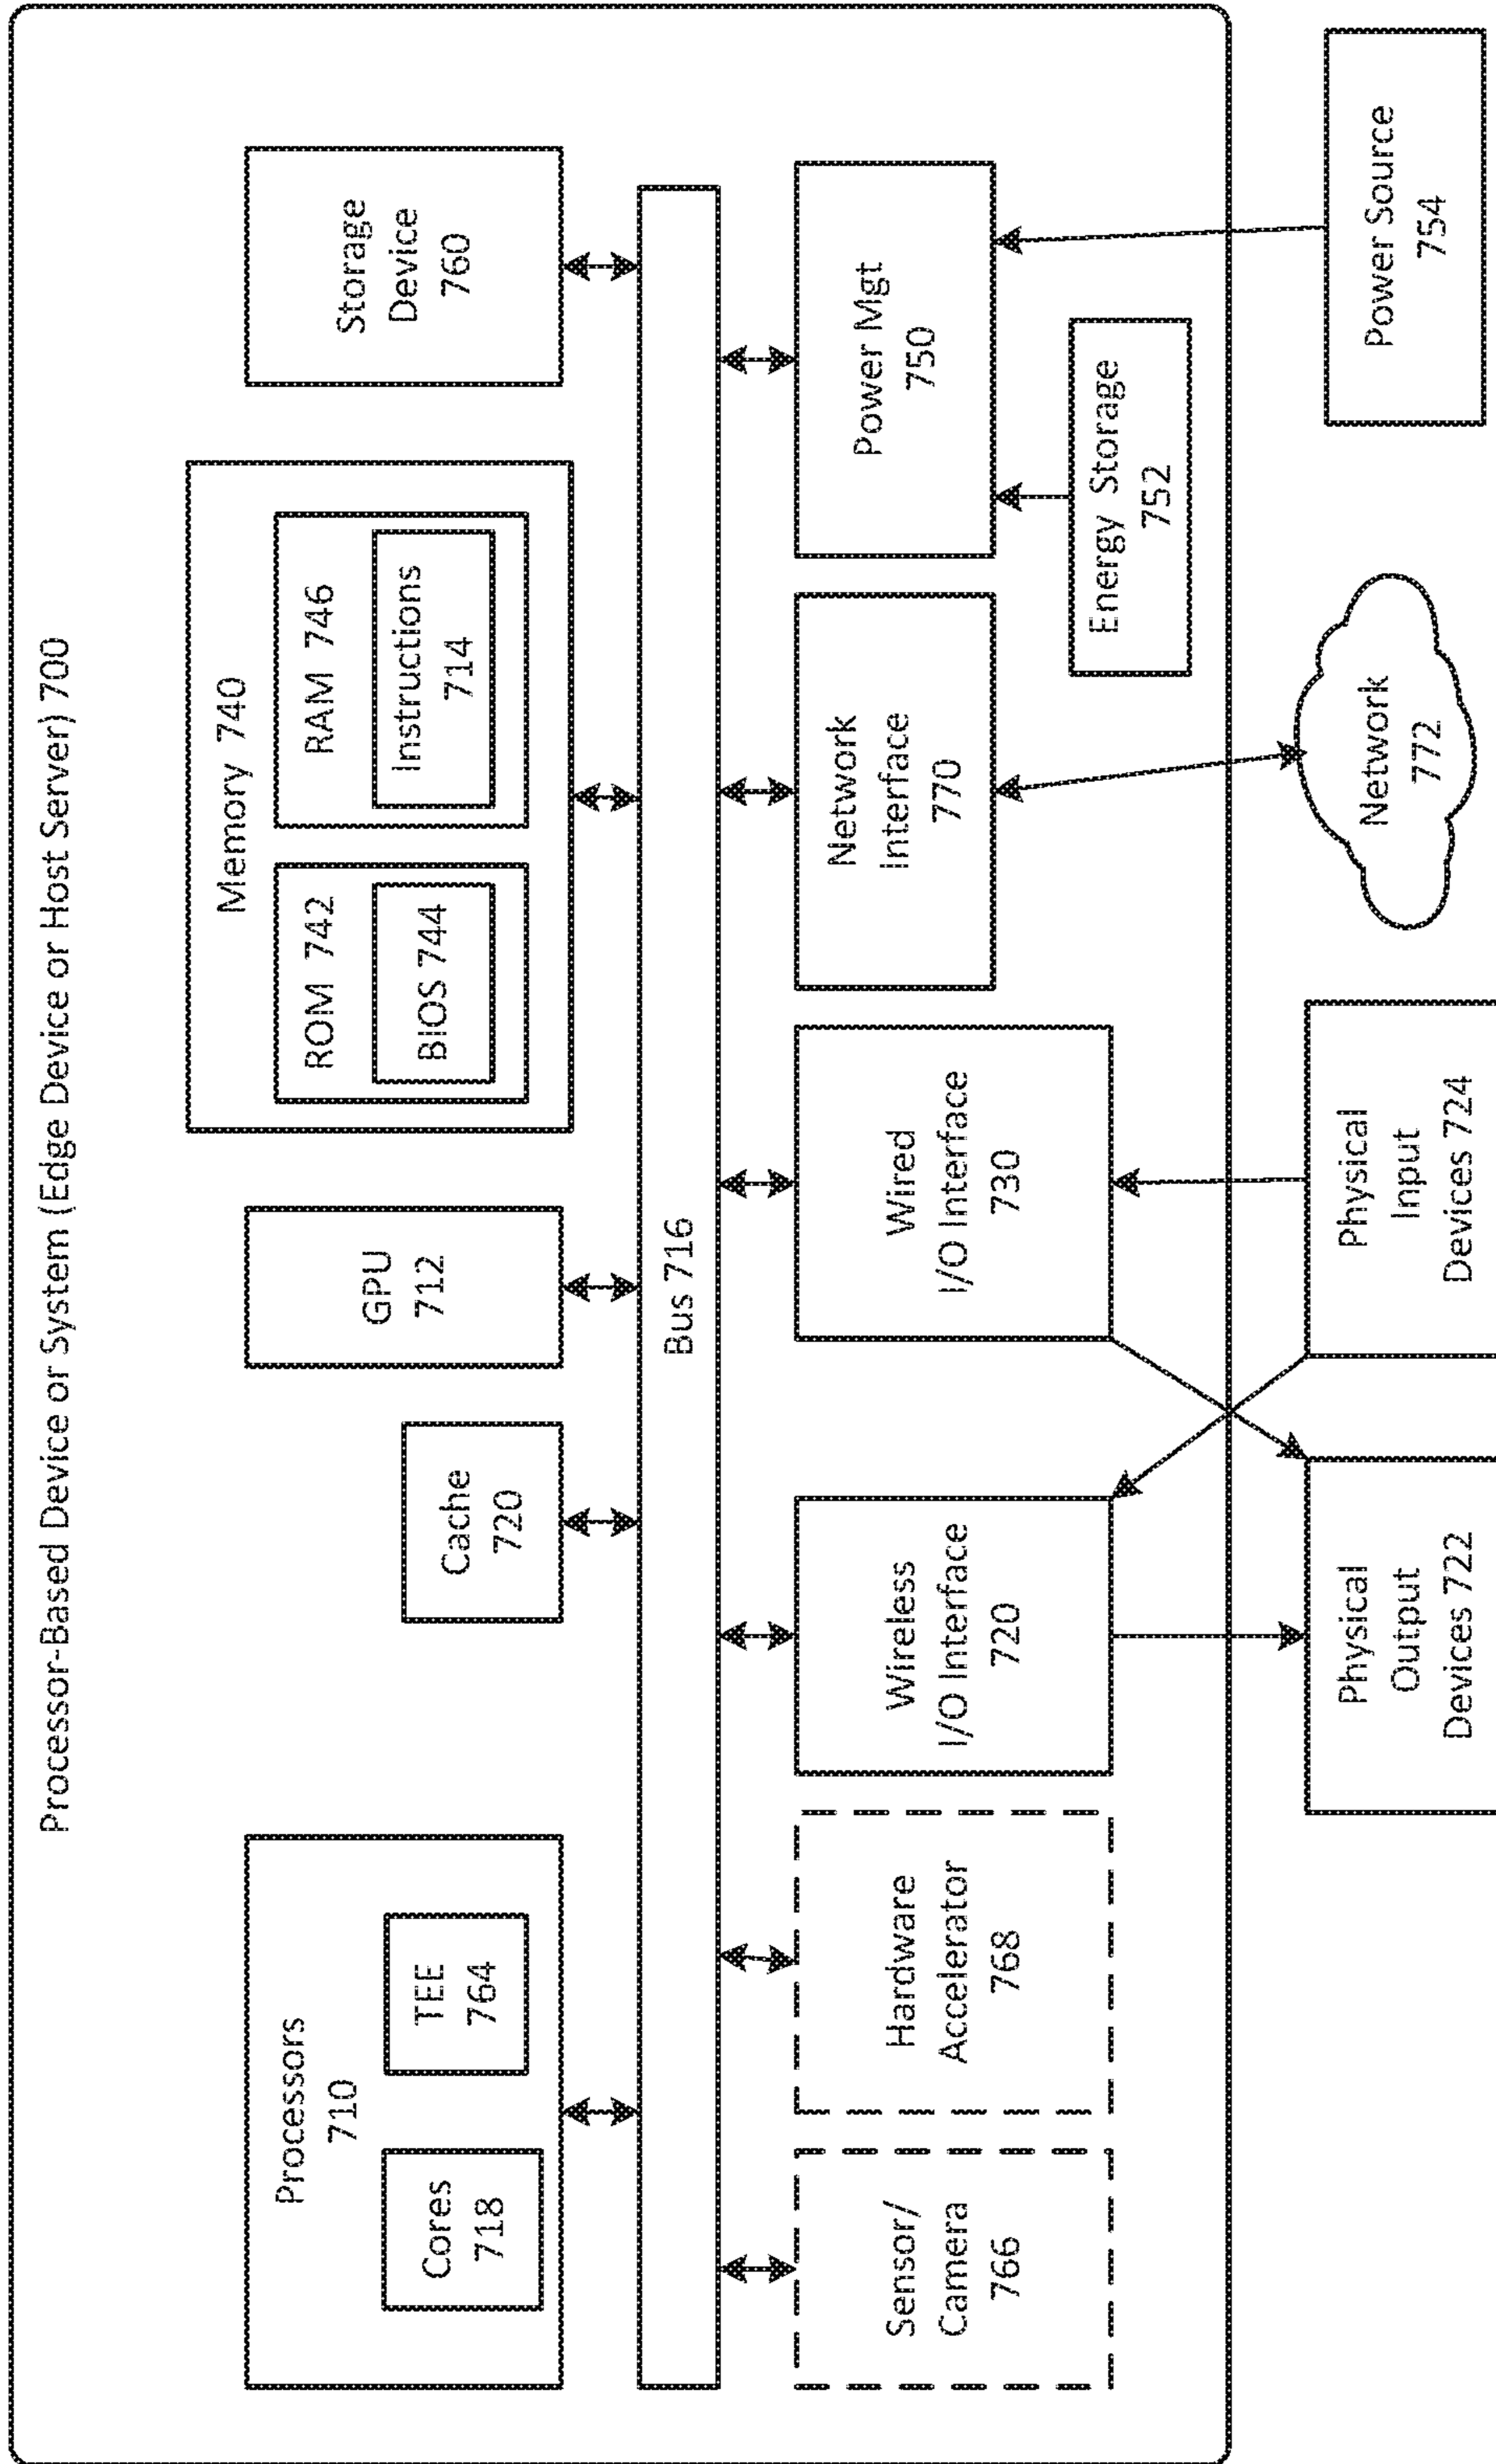 Processor-Based Device or System (Edge Device or Host Server) 700
Processors
710
Cores
718
TEE
764
Cache
720
GPU
712
Memory 740
ROM 742
BIOS 744
RAM 746
Instructions
714
Storage
Device
760
Bus 716
Sensor/
Camera
766
Hardware
Accelerator
768
Wireless
I/O Interface
720
Wired
I/O Interface
730
Network
Interface
770
Power Mgt
750
Energy Storage
752
Physical
Output
Devices 722
Physical
Input
Devices 724
Network
772
Power Source
754